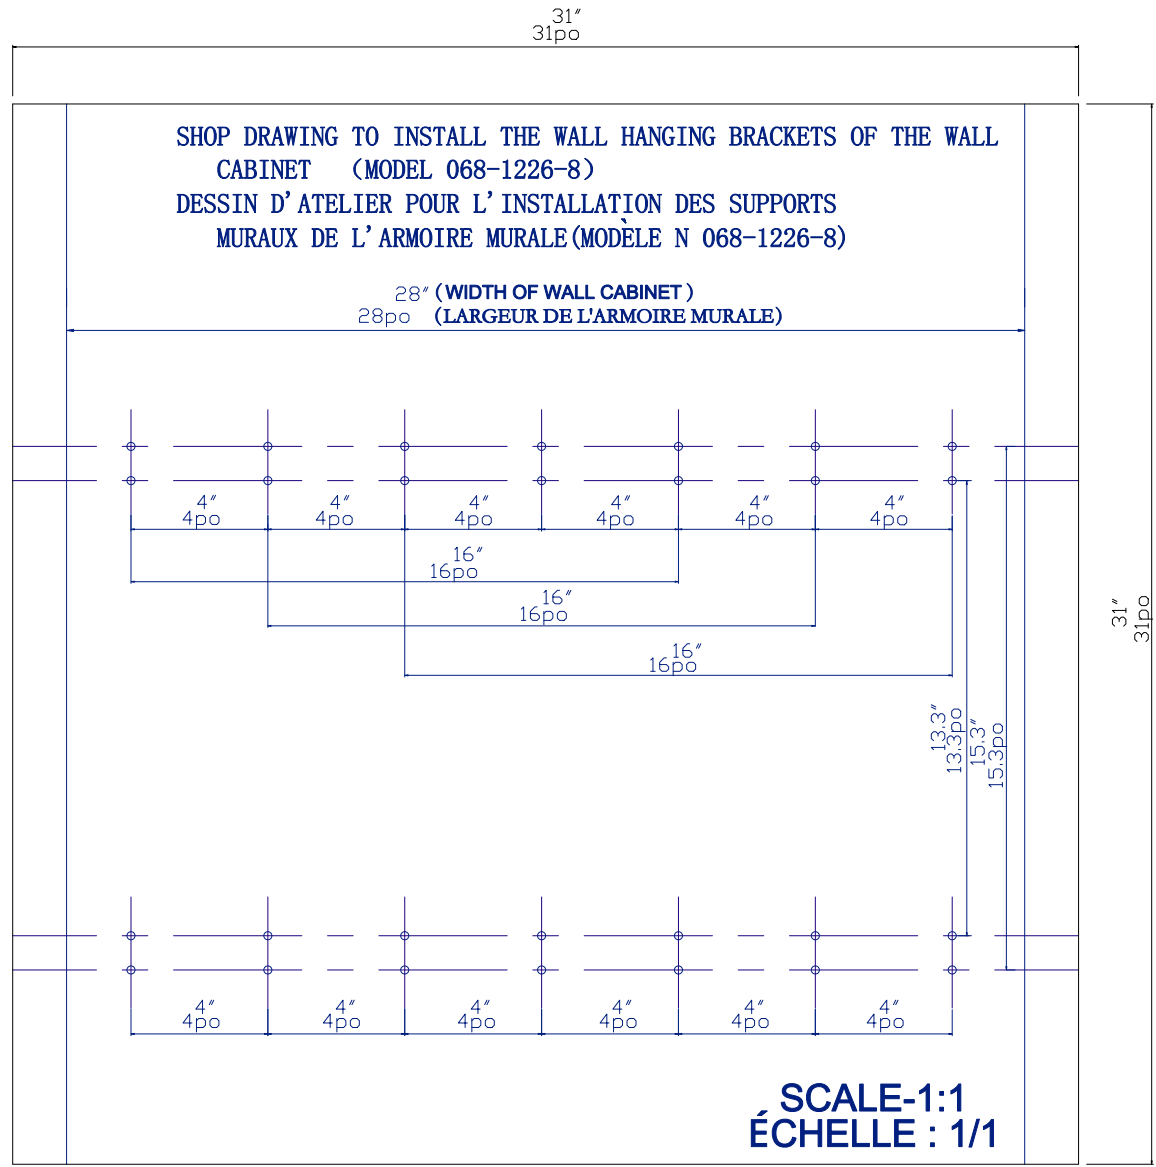 31″
31po
SHOP DRAWING TO INSTALL THE WALL HANGING BRACKETS OF THE WALL
CABINET (MODEL 068-1226-8)
DESSIN D'ATELIER POUR L'INSTALLATION DES SUPPORTS
MURAUX DE L'ARMOIRE MURALE(MODÈLE N 068-1226-8)
28″ (WIDTH OF WALL CABINET)
28po (LARGEUR DE L'ARMOIRE MURALE)
4″ 4″ 4″ 4″ 4″ 4″
4po 4po 4po 4po 4po 4po
16″
16po
16″
16po
16″
16po
31″
31po
13.3″
13.3po
15.3″
15.3po
4″ 4″ 4″ 4″ 4″ 4″
4po 4po 4po 4po 4po 4po
SCALE-1:1
ÉCHELLE : 1/1